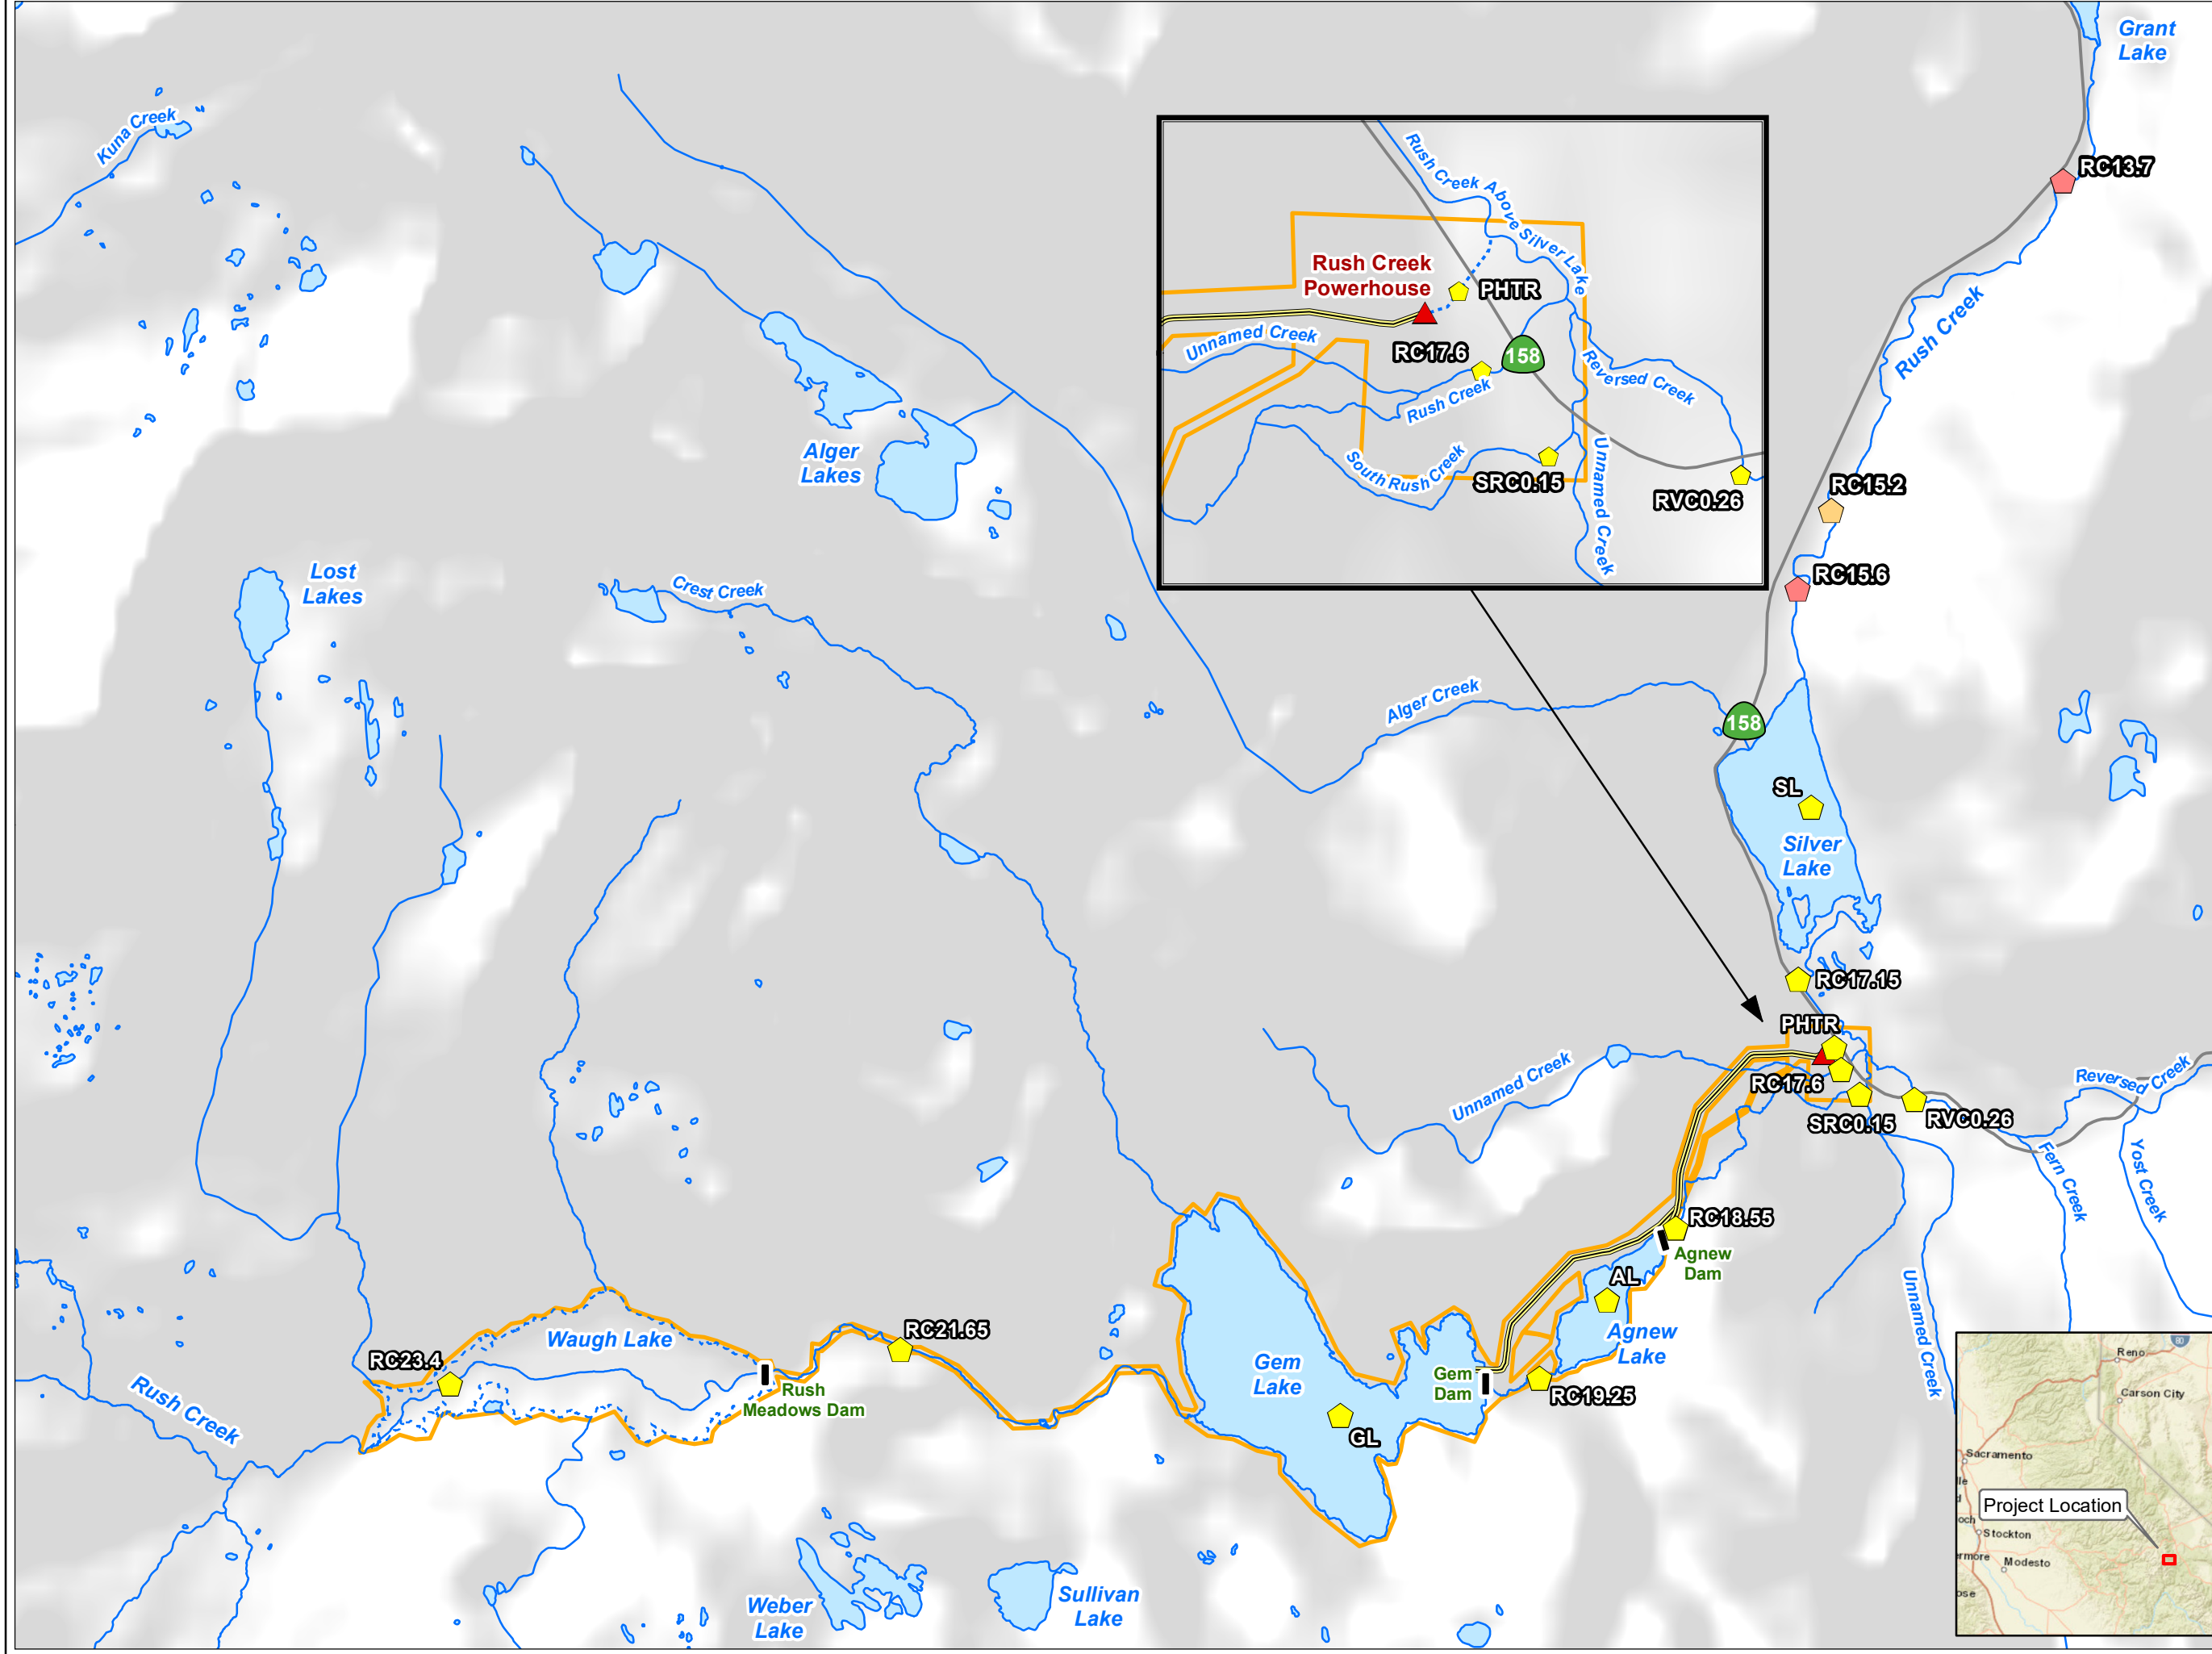 Grant
Lake
Kuna Creek
RC13.7
Rush Creek Above Silver Lake
Rush Creek
Powerhouse
PHTR
Unnamed Creek
RC17.6
158
Reversed Creek
Rush Creek
South Rush Creek
SRC0.15
Unnamed Creek
RVC0.26
Rush Creek
Alger
Lakes
RC15.2
RC15.6
Lost
Lakes
Crest Creek
Alger Creek
158
SL
Silver
Lake
RC17.15
PHTR
Unnamed Creek
RC17.6
SRC0.15
RVC0.26
Reversed Creek
Fern Creek
Yost Creek
RC18.55
Agnew
Dam
AL
Agnew
Lake
Unnamed Creek
RC23.4
Waugh Lake
RC21.65
Rush
Meadows Dam
Gem
Lake
Gem
Dam
RC19.25
GL
Rush Creek
Weber
Lake
Sullivan
Lake
80
Reno
Carson City
Sacramento
Project Location
Stockton
Modesto